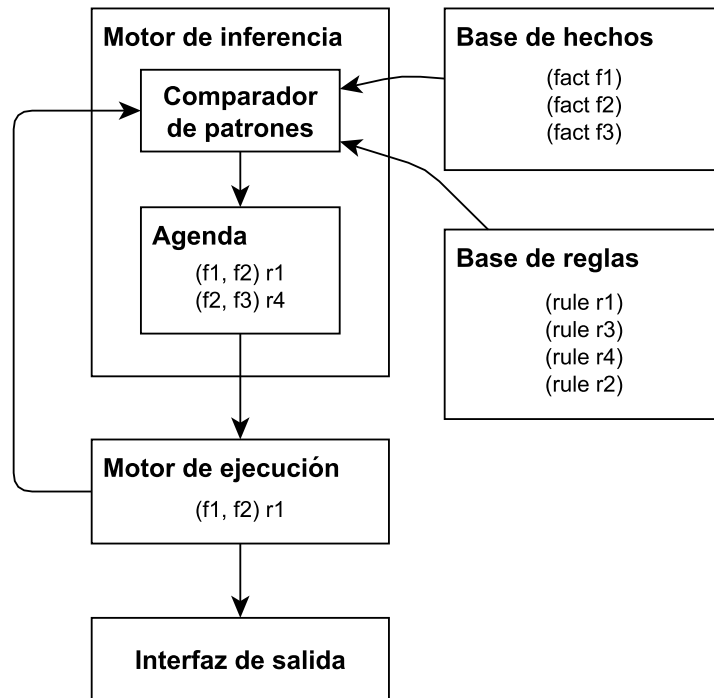 Motor de inferencia
Comparador
de patrones
Agenda
(f1, f2) r1
(f2, f3) r4
Base de hechos
(fact f1)
(fact f2)
(fact f3)
Base de reglas
(rule r1)
(rule r3)
(rule r4)
(rule r2)
Motor de ejecución
(f1, f2) r1
Interfaz de salida